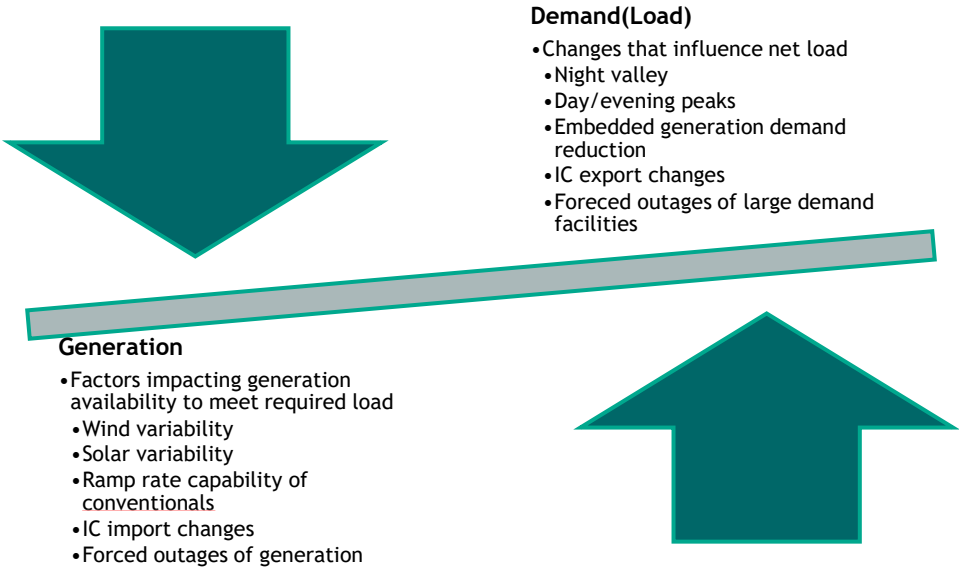 Demand(Load)
•Changes that influence net load
•Night valley
•Day/evening peaks
•Embedded generation demand
reduction
•IC export changes
•Foreced outages of large demand
facilities
Generation
•Factors impacting generation
availability to meet required load
•Wind variability
•Solar variability
•Ramp rate capability of
conventionals
•IC import changes
•Forced outages of generation